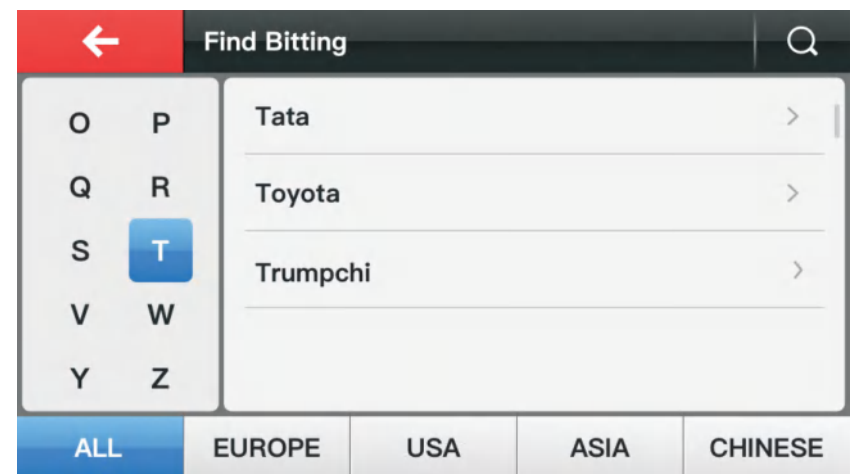 Find Bitting
O P
Q R
S T
V W
Y Z
Tata
Toyota
Trumpchi
ALL EUROPE USA ASIA CHINESE